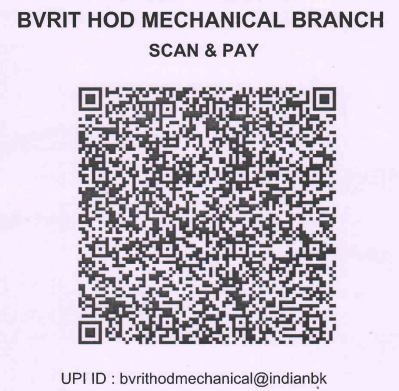 BVRIT HOD MECHANICAL BRANCH
SCAN & PAY
UPI ID : bvrithodmechanical@indianbk